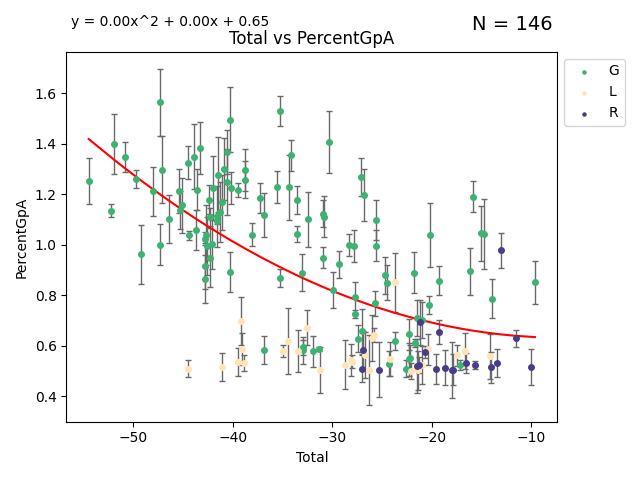 y = 0.00x^2 + 0.00x + 0.65
N = 146
Total vs PercentGpA
G
L
R
PercentGpA
1.6
1.4
1.2
1.0
0.8
0.6
0.4
−50
−40
−30
−20
−10
Total